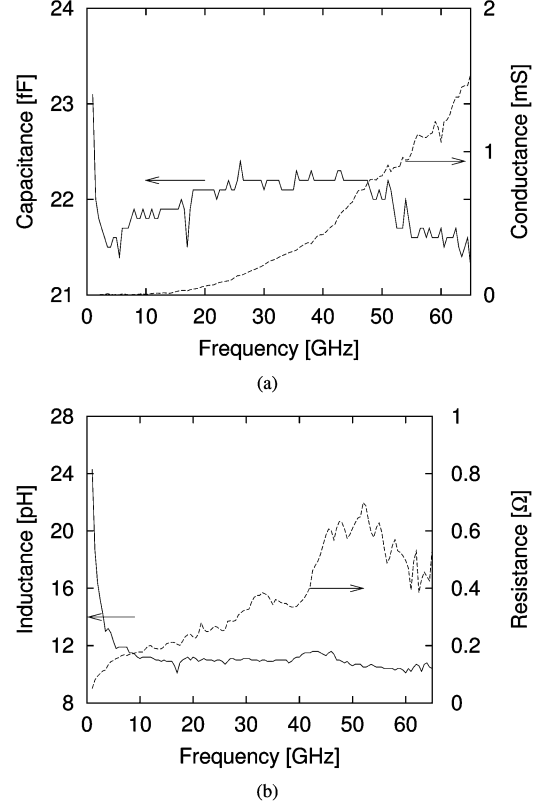 24
23
22
21
2
1
0
Capacitance [fF]
Conductance [mS]
0 10 20 30 40 50 60
Frequency [GHz]
(a)
28
24
20
16
12
8
1
0.8
0.6
0.4
0.2
0
Inductance [pH]
Resistance [Ω]
0 10 20 30 40 50 60
Frequency [GHz]
(b)